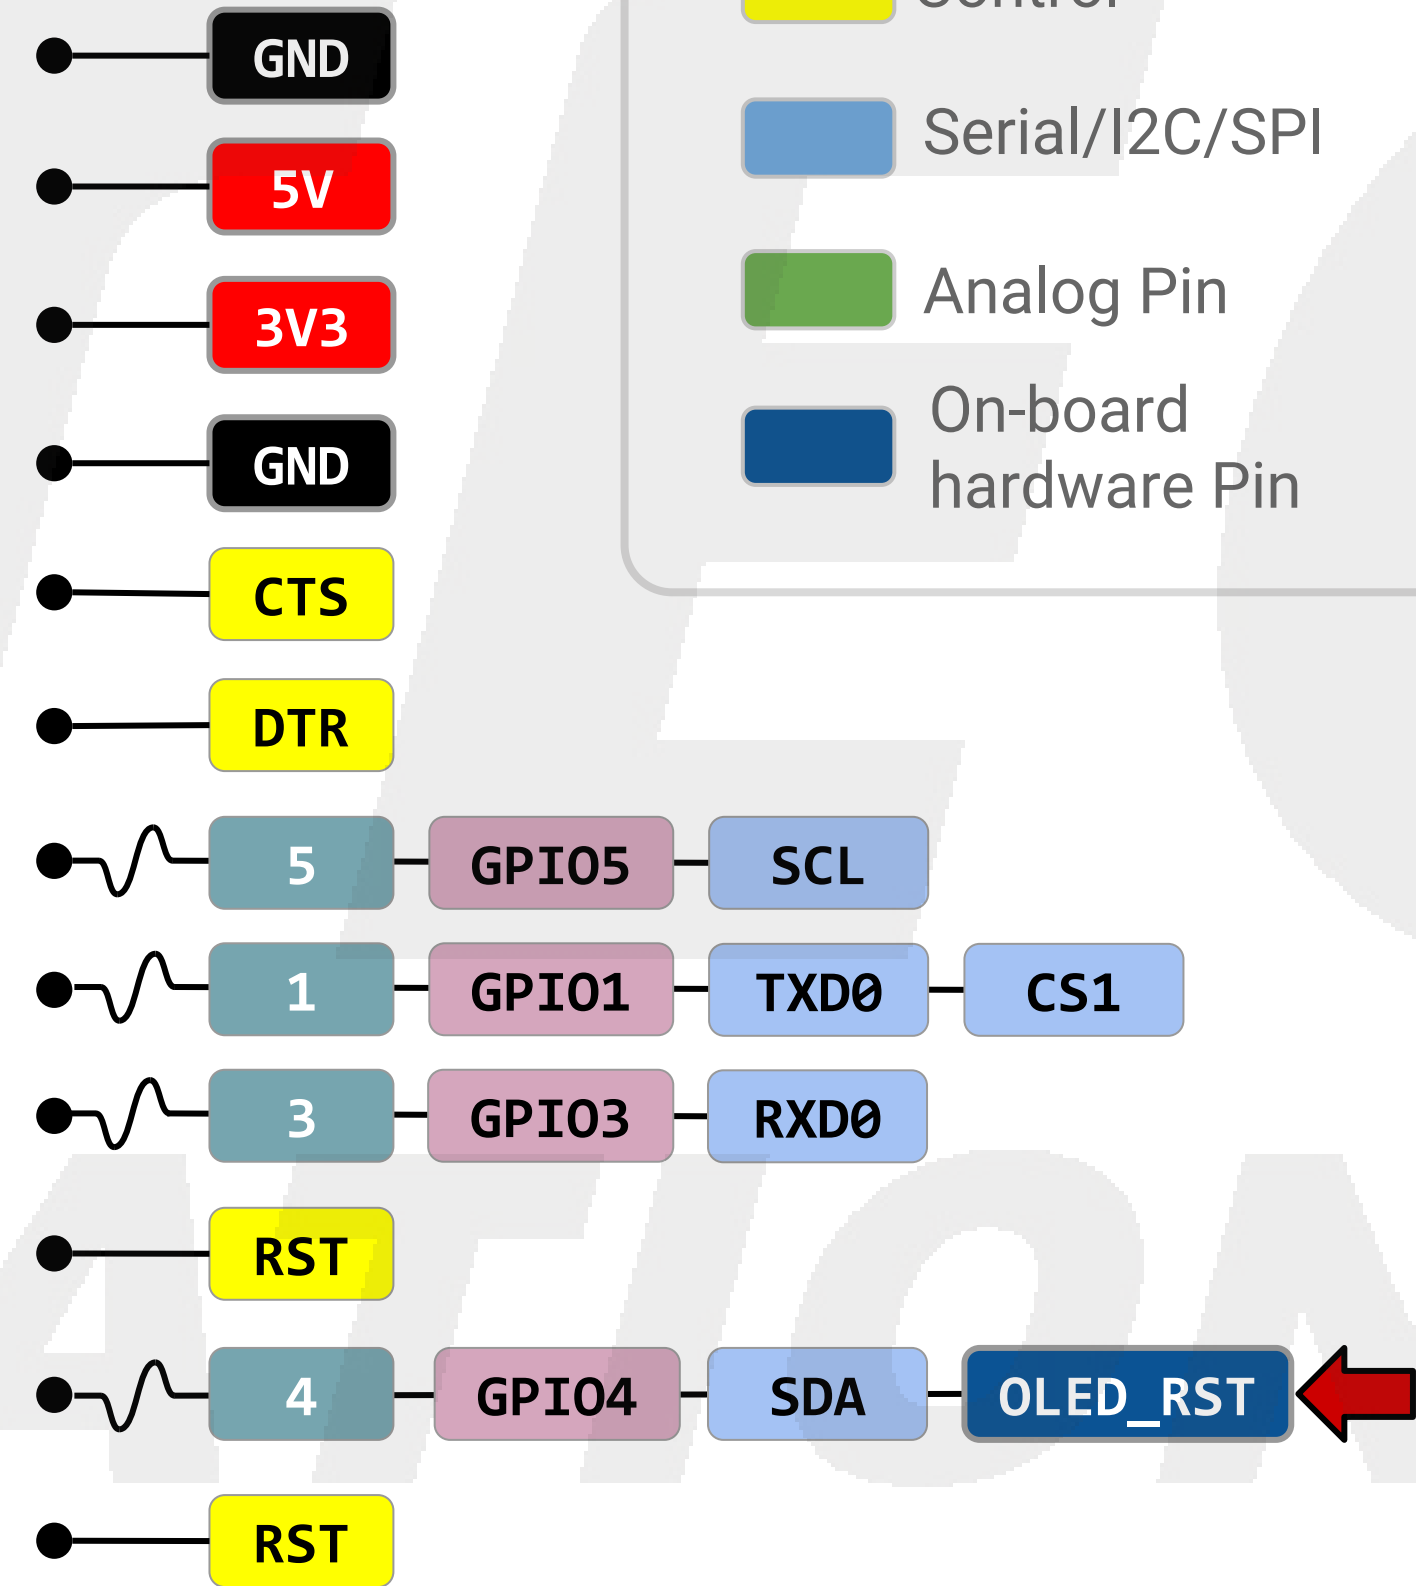 Control
GND
Serial/I2C/SPI
5V
Analog Pin
3V3
On-board
hardware Pin
GND
CTS
DTR
5 GPIO5 SCL
1 GPIO1 TXD0 CS1
3 GPIO3 RXD0
RST
4 GPIO4 SDA OLED_RST
RST